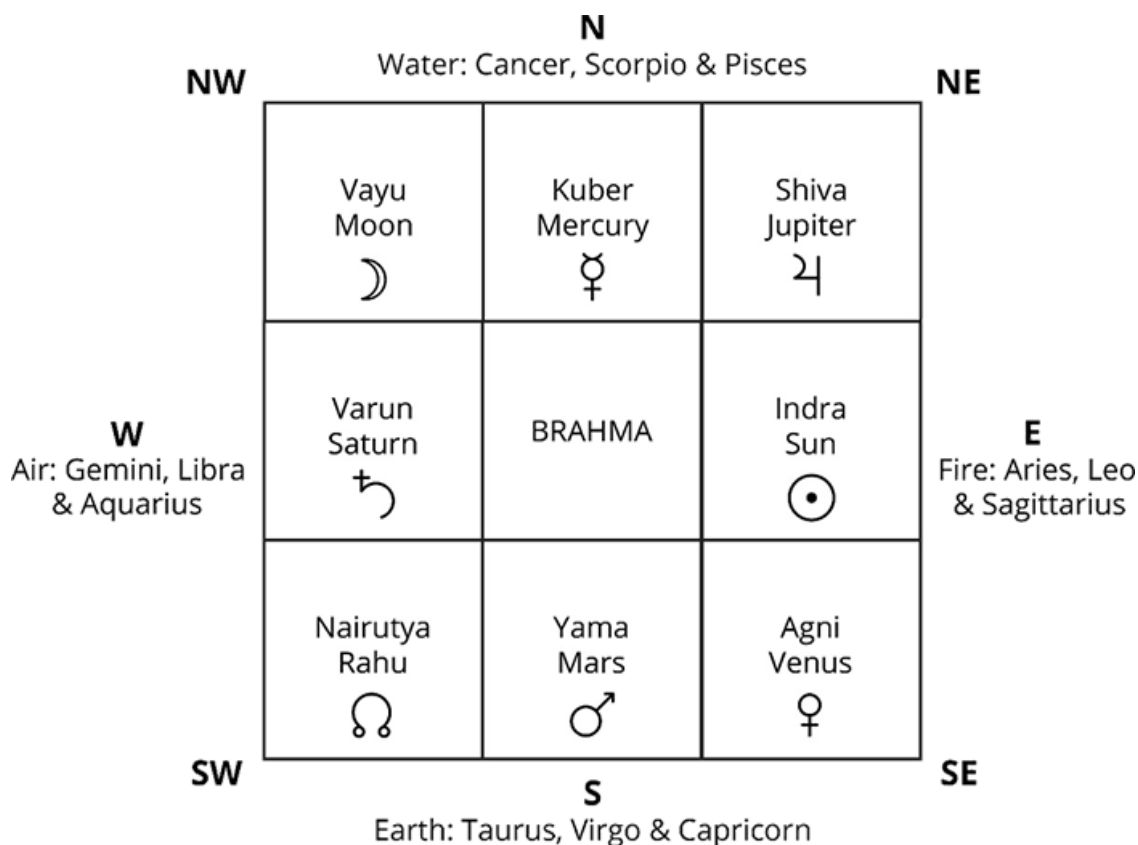 N
Water: Cancer, Scorpio & Pisces
NW
NE
Vayu
Moon
Kuber
Mercury
Shiva
Jupiter
W
Air: Gemini, Libra
& Aquarius
Varun
Saturn
BRAHMA
Indra
Sun
E
Fire: Aries, Leo
& Sagittarius
Nairutya
Rahu
Yama
Mars
Agni
Venus
SW
SE
S
Earth: Taurus, Virgo & Capricorn